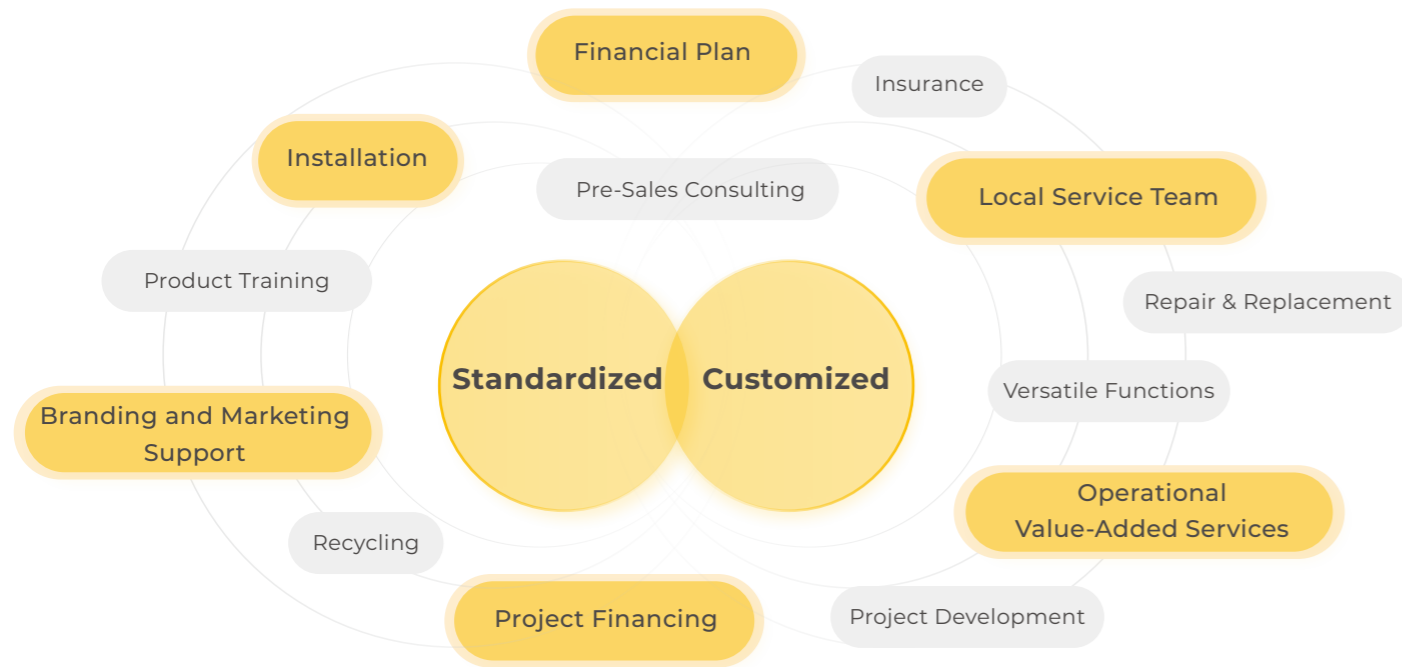 Financial Plan
Insurance
Installation
Pre-Sales Consulting
Local Service Team
Product Training
Repair & Replacement
Standardized
Customized
Versatile Functions
Branding and Marketing
Support
Operational
Value-Added Services
Recycling
Project Financing
Project Development